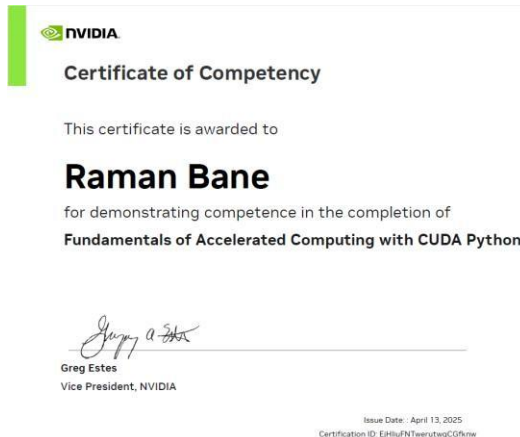 NVIDIA.
Certificate of Competency
This certificate is awarded to
Raman Bane
for demonstrating competence in the completion of
Fundamentals of Accelerated Computing with CUDA Python
Greg Estes
Vice President, NVIDIA
Issue Date: : April 13, 2025
Certification ID: